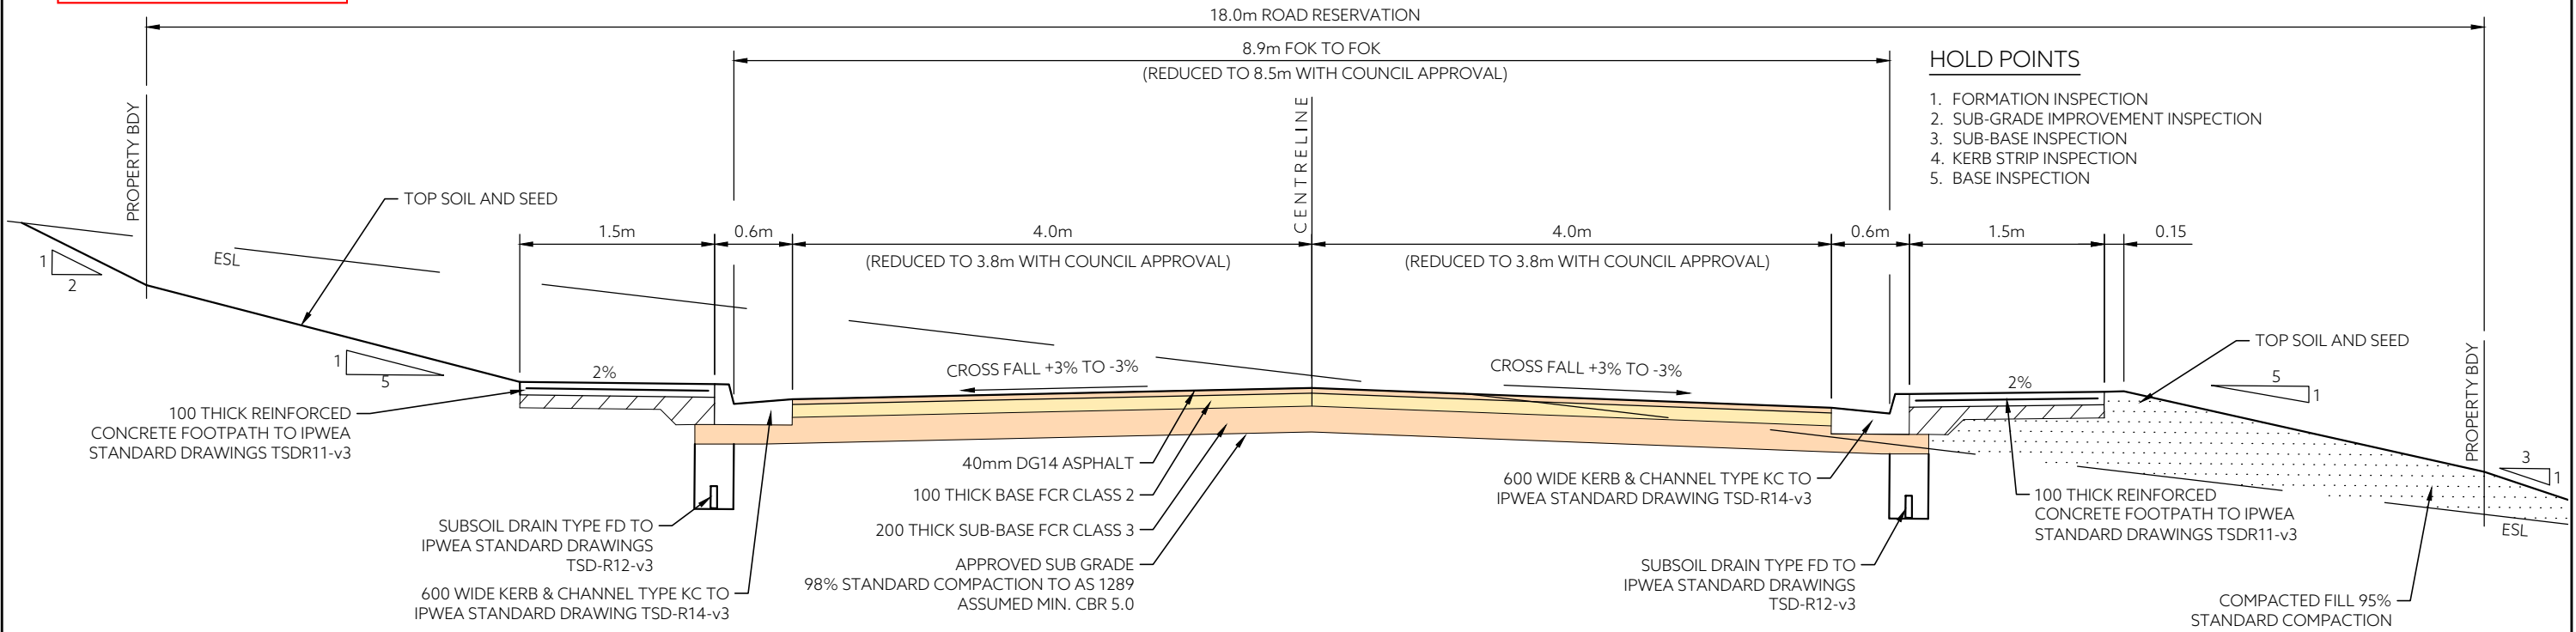 18.0m ROAD RESERVATION
8.9m FOK TO FOK
(REDUCED TO 8.5m WITH COUNCIL APPROVAL)
HOLD POINTS
1. FORMATION INSPECTION
2. SUB-GRADE IMPROVEMENT INSPECTION
3. SUB-BASE INSPECTION
4. KERB STRIP INSPECTION
5. BASE INSPECTION
PROPERTY BDY
CENTRELINE
TOP SOIL AND SEED
1.5m
0.6m
4.0m
4.0m
0.6m
1.5m
0.15
(REDUCED TO 3.8m WITH COUNCIL APPROVAL)
(REDUCED TO 3.8m WITH COUNCIL APPROVAL)
ESL
1
2
1
5
2%
CROSS FALL +3% TO -3%
CROSS FALL +3% TO -3%
2%
5
1
TOP SOIL AND SEED
PROPERTY BDY
3
1
ESL
100 THICK REINFORCED
CONCRETE FOOTPATH TO IPWEA
STANDARD DRAWINGS TSDR11-v3
SUBSOIL DRAIN TYPE FD TO
IPWEA STANDARD DRAWINGS
TSD-R12-v3
600 WIDE KERB & CHANNEL TYPE KC TO
IPWEA STANDARD DRAWING TSD-R14-v3
40mm DG14 ASPHALT
100 THICK BASE FCR CLASS 2
200 THICK SUB-BASE FCR CLASS 3
APPROVED SUB GRADE
98% STANDARD COMPACTION TO AS 1289
ASSUMED MIN. CBR 5.0
600 WIDE KERB & CHANNEL TYPE KC TO
IPWEA STANDARD DRAWING TSD-R14-v3
SUBSOIL DRAIN TYPE FD TO
IPWEA STANDARD DRAWINGS
TSD-R12-v3
100 THICK REINFORCED
CONCRETE FOOTPATH TO IPWEA
STANDARD DRAWINGS TSDR11-v3
COMPACTED FILL 95%
STANDARD COMPACTION